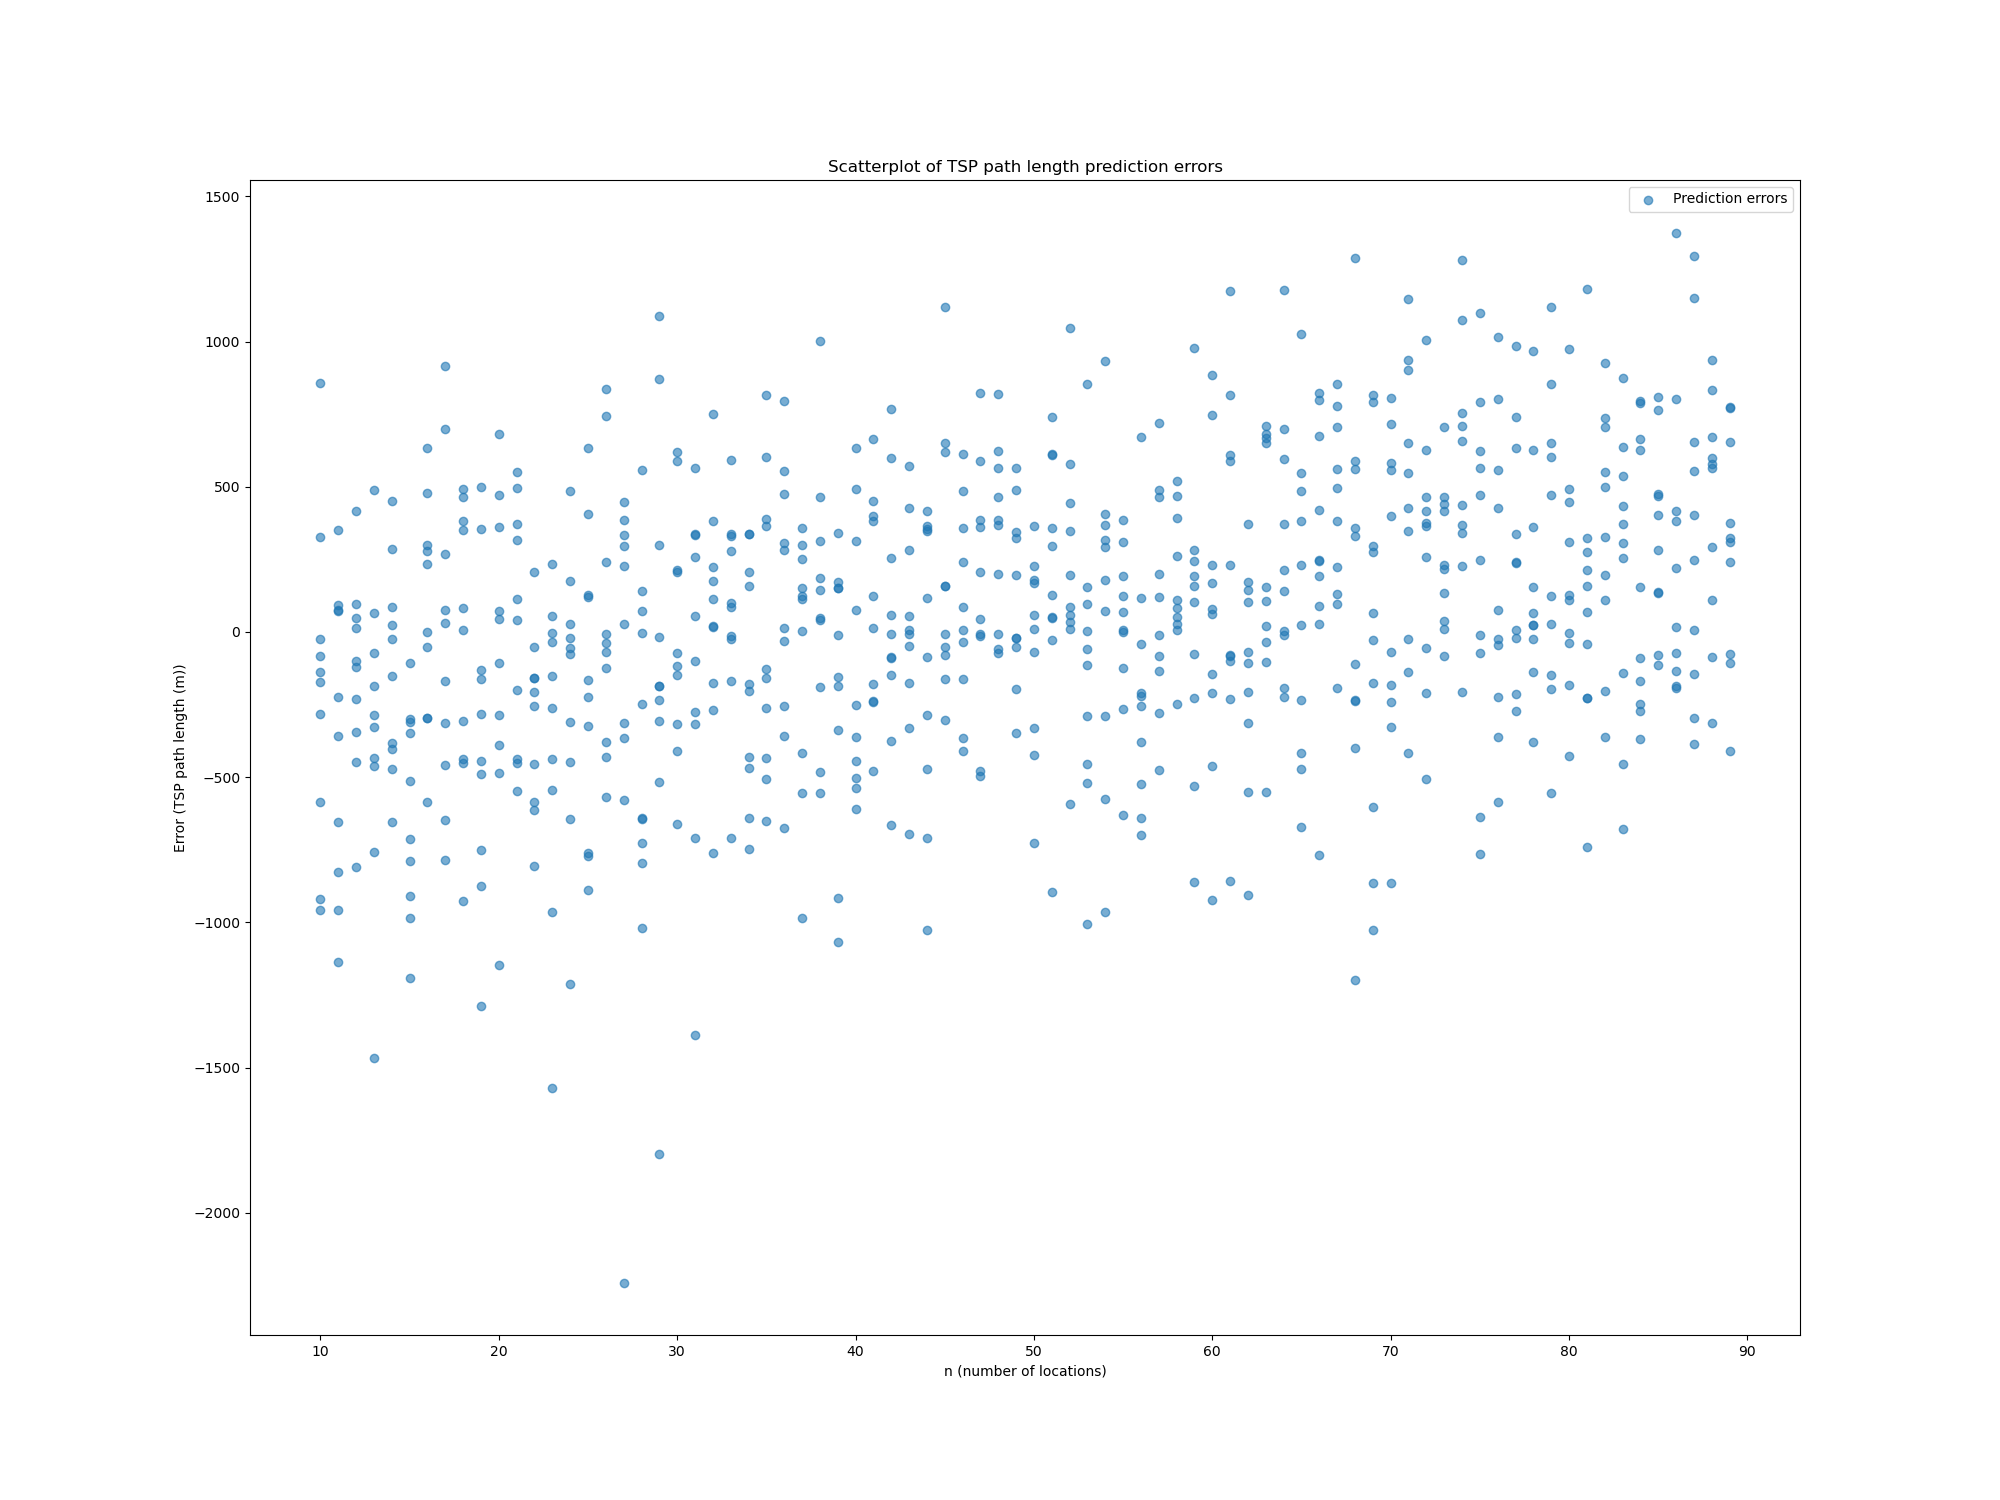 Scatterplot of TSP path length prediction errors
Prediction errors
1500
1000
500
0
−500
−1000
−1500
−2000
Error (TSP path length (m))
10 20 30 40 50 60 70 80 90
n (number of locations)